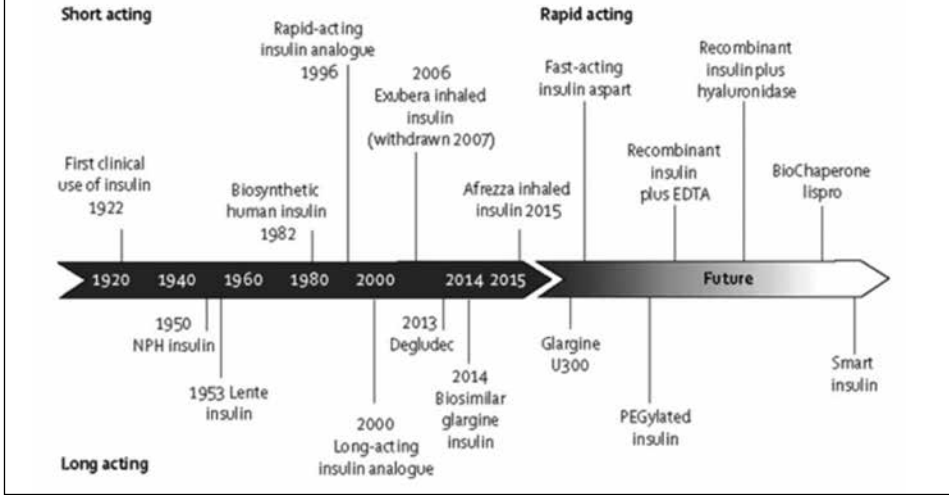 Short acting
Rapid acting
Rapid-acting
insulin analogue
1996
2006
Exubera inhaled
insulin
(withdrawn 2007)
Fast-acting
insulin aspart
Recombinant
insulin plus
hyaluronidase
First clinical
use of insulin
1922
Biosynthetic
human insulin
1982
Afrezza inhaled
insulin 2015
Recombinant
insulin
plus EDTA
BioChaperone
lispro
1920 1940 1960 1980 2000 2014 2015 Future
1950
NPH insulin
1953 Lente
insulin
2000
Long-acting
insulin analogue
2013
Degludec
2014
Biosimilar
glargine
insulin
Glargine
U300
PEGylated
insulin
Smart
insulin
Long acting